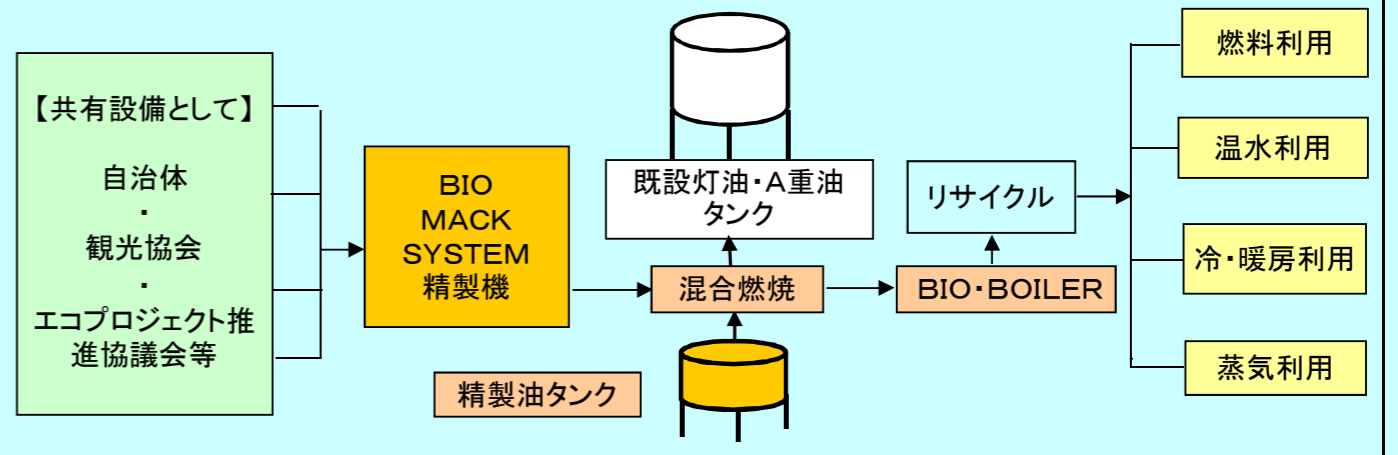 【共有設備として】
自治体
・
観光協会
・
エコプロジェクト推
進協議会等
BIO
MACK
SYSTEM
精製機
精製油タンク
既設灯油・A重油
タンク
混合燃焼
リサイクル
BIO・BOILER
燃料利用
温水利用
冷・暖房利用
蒸気利用